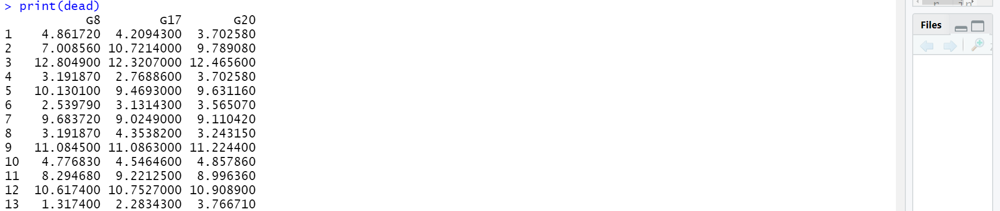 > print(dead)
G8 G17 G20
1 4.861720 4.2094300 3.702580
2 7.008560 10.7214000 9.789080
3 12.804900 12.3207000 12.465600
4 3.191870 2.7688600 3.702580
5 10.130100 9.4693000 9.631160
6 2.539790 3.1314300 3.565070
7 9.683720 9.0249000 9.110420
8 3.191870 4.3538200 3.243150
9 11.084500 11.0863000 11.224400
10 4.776830 4.5464600 4.857860
11 8.294680 9.2212500 8.996360
12 10.617400 10.7527000 10.908900
13 1.317400 2.2834300 3.766710
Files